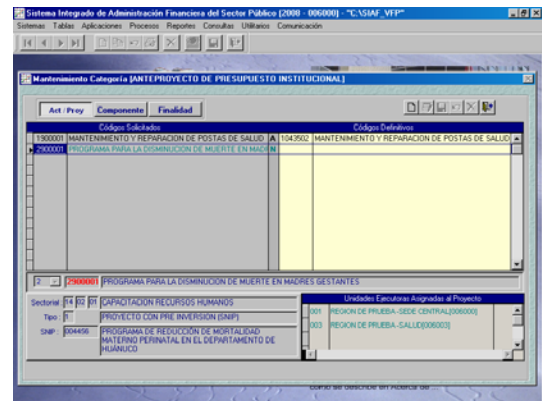 Sistema Integrado de Administración Financiera del Sector Público [2008 - 006000] - "C:\SIAF_VFP"
Sistemas Tablas Aplicaciones Procesos Reportes Consultas Utilitarios Comunicación
Mantenimiento Categoría [ANTEPROYECTO DE PRESUPUESTO INSTITUCIONAL]
Act / Proy Componente Finalidad
Códigos Solicitados Códigos Definitivos
1900001 MANTENIMIENTO Y REPARACION DE POSTAS DE SALUD A 1043502 MANTENIMIENTO Y REPARACION DE POSTAS DE SALUD
2900001 PROGRAMA PARA LA DISMINUCION DE MUERTE EN MADRE N
2 2900001 PROGRAMA PARA LA DISMINUCION DE MUERTE EN MADRES GESTANTES
Sectorial: 14 02 01 CAPACITACION RECURSOS HUMANOS
Tipo: 1 PROYECTO CON PRE INVERSION (SNIP)
SNIP: 004456 PROGRAMA DE REDUCCIÓN DE MORTALIDAD
MATERNO PERINATAL EN EL DEPARTAMENTO DE
HUÁNUCO
Unidades Ejecutoras Asignadas al Proyecto
001 REGION DE PRUEBA-SEDE CENTRAL[006000]
003 REGION DE PRUEBA-SALUD[006003]